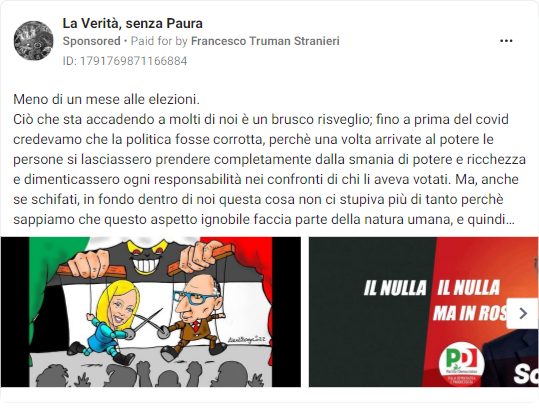 La Verità, senza Paura
Sponsored • Paid for by Francesco Truman Stranieri
ID: 1791769871166884
Meno di un mese alle elezioni.
Ciò che sta accadendo a molti di noi è un brusco risveglio; fino a prima del covid
credevamo che la politica fosse corrotta, perchè una volta arrivate al potere le
persone si lasciassero prendere completamente dalla smania di potere e ricchezza
e dimenticassero ogni responsabilità nei confronti di chi li aveva votati. Ma, anche
se schifati, in fondo dentro di noi questa cosa non ci stupiva più di tanto perchè
sappiamo che questo aspetto ignobile faccia parte della natura umana, e quindi...
IL NULLA
IL NULLA
MA IN ROS
PD
Partito Democratico